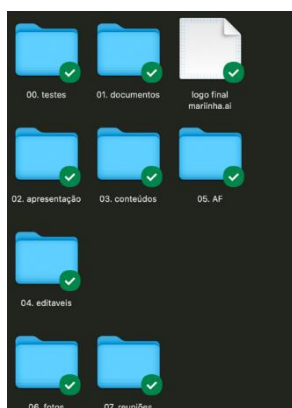 00. testes
01. documentos
logo final
mariinha.ai
02. apresentação
03. conteúdos
05. AF
04. editaveis
06. fotos
07. reuniões